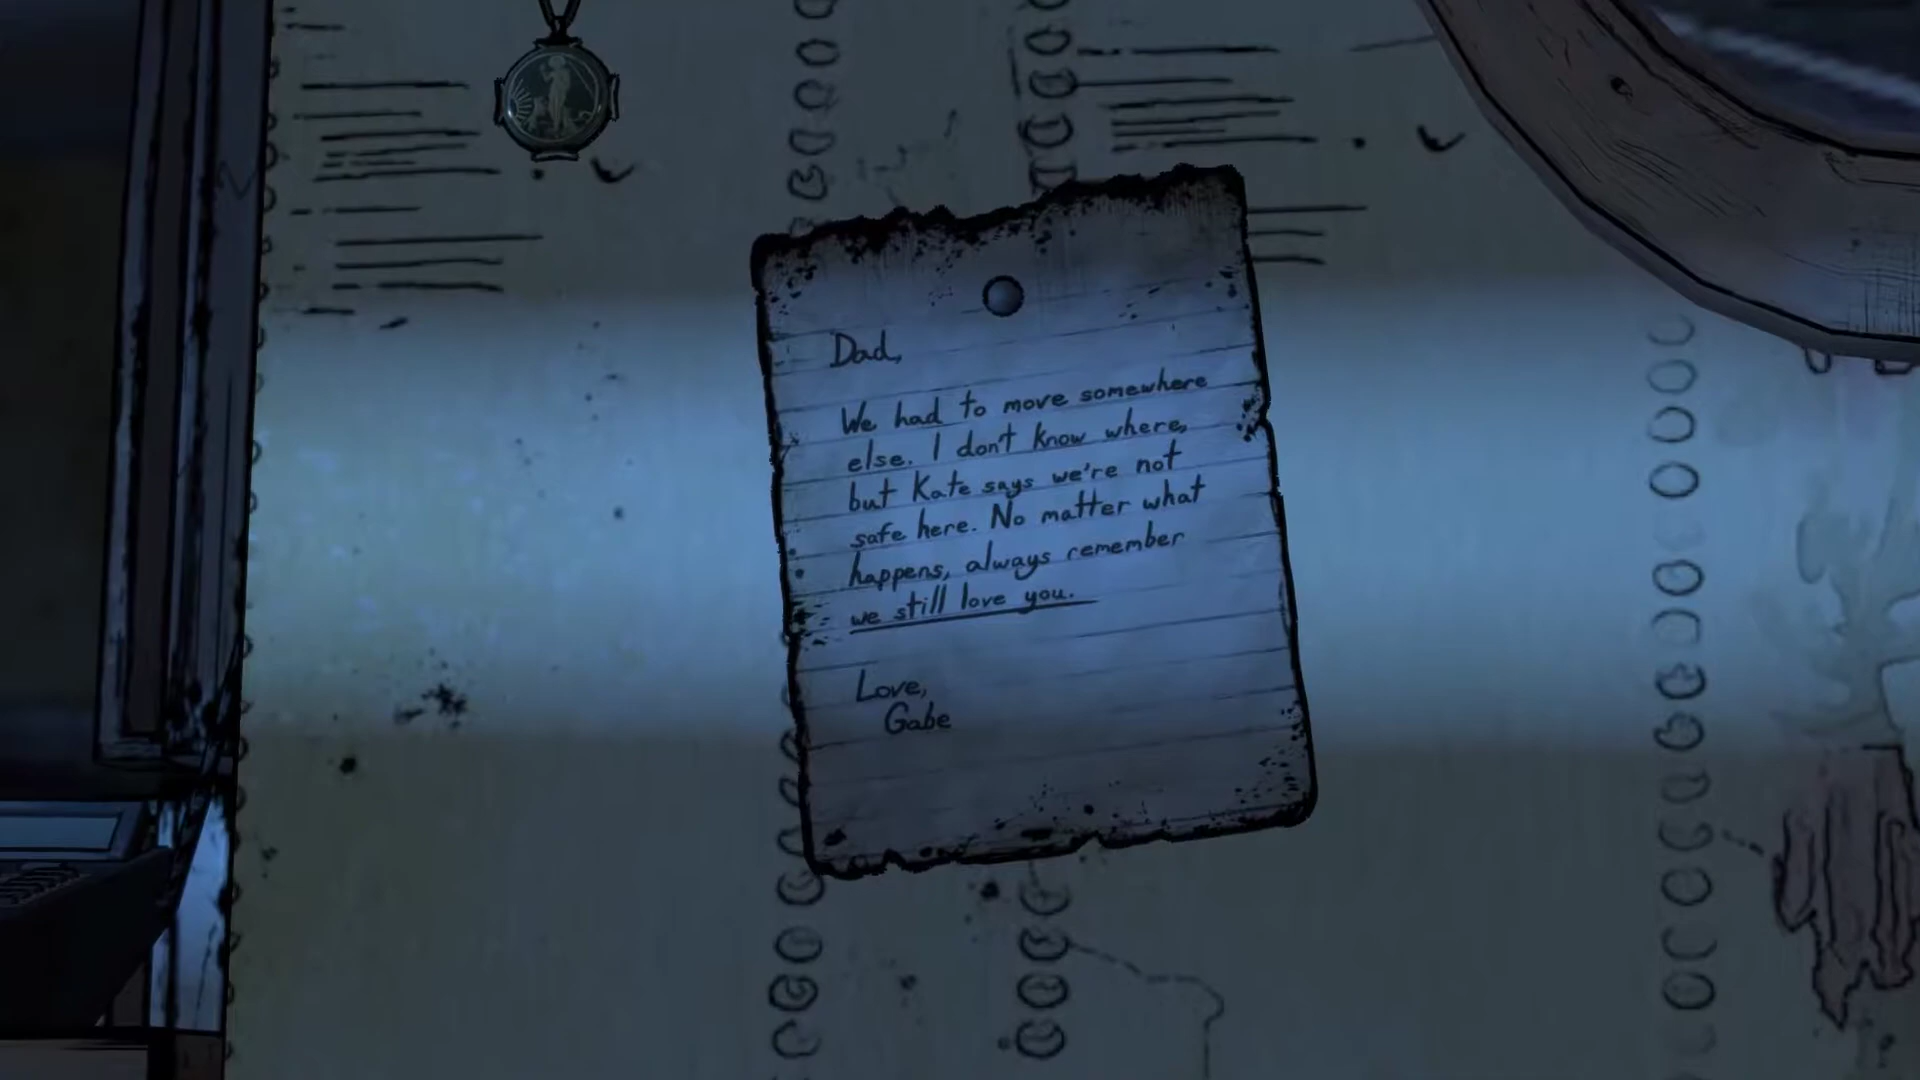 Dad,
We had to move somewhere
else. I don't know where,
but Kate says we're not
safe here. No matter what
happens, always remember
we still love you.
Love,
Gabe